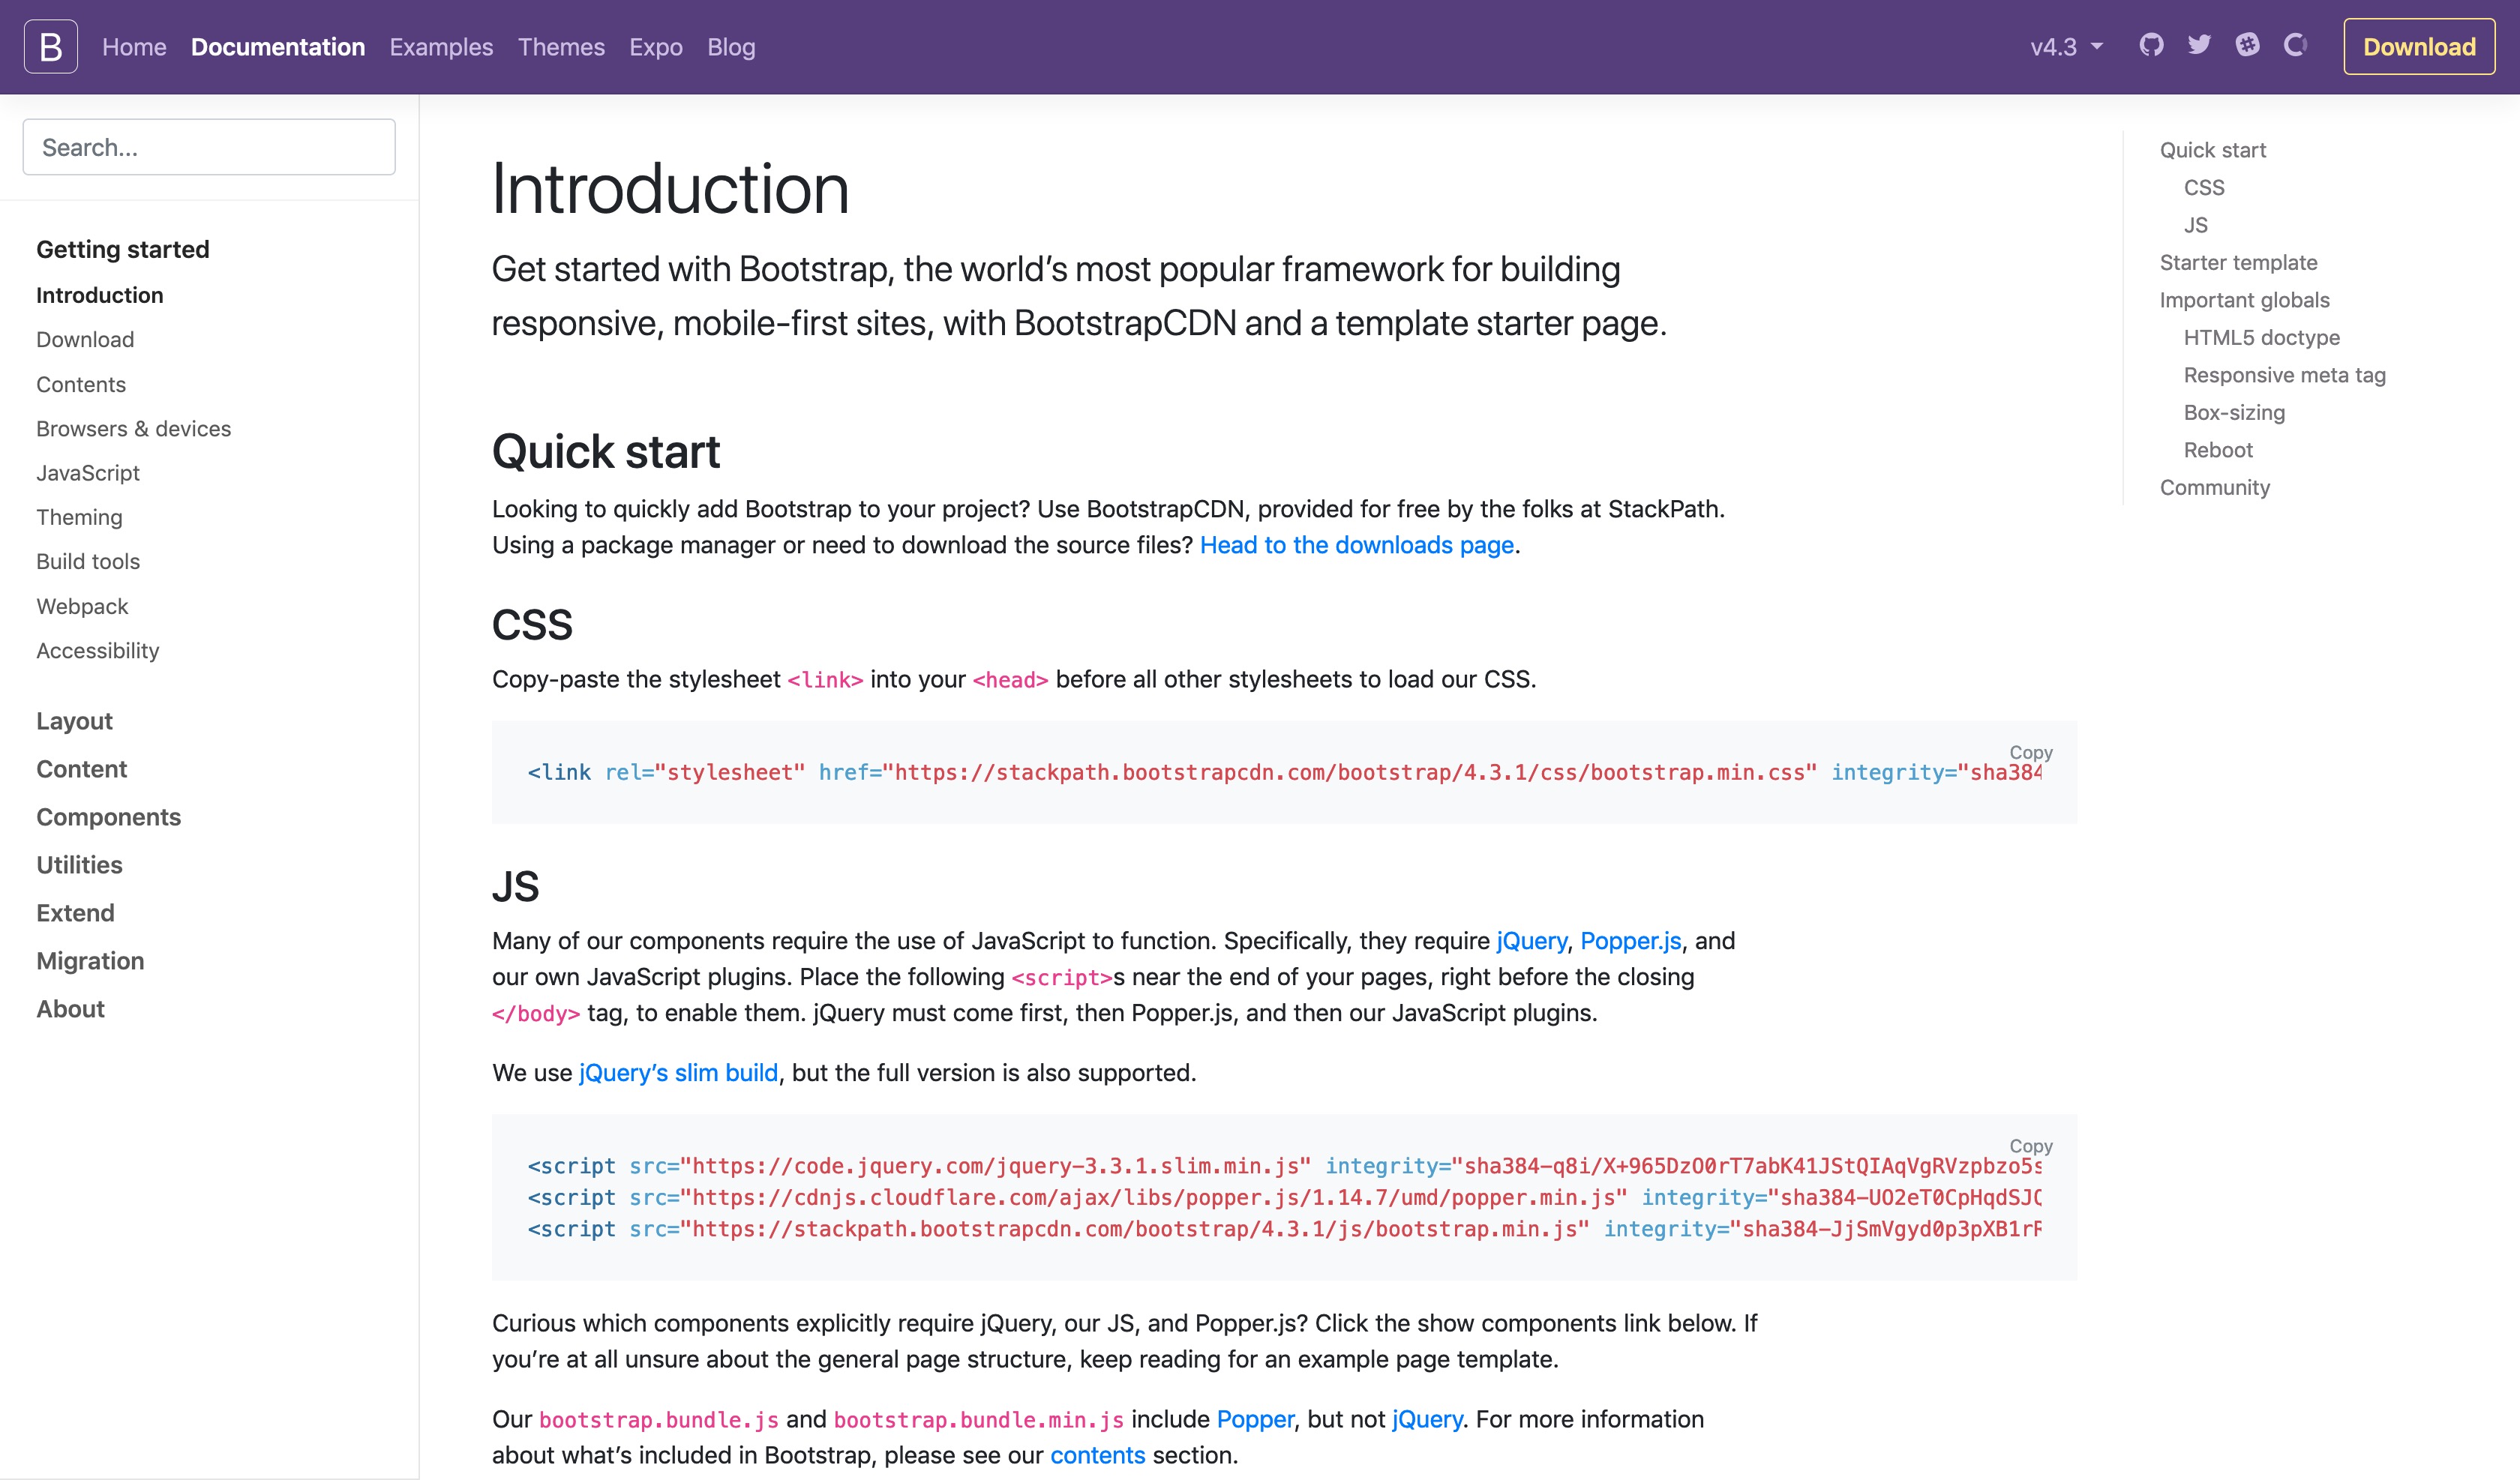 B Home Documentation Examples Themes Expo Blog v4.3 Download
Search...
Getting started
Introduction
Download
Contents
Browsers & devices
JavaScript
Theming
Build tools
Webpack
Accessibility
Layout
Content
Components
Utilities
Extend
Migration
About
Introduction
Get started with Bootstrap, the world’s most popular framework for building
responsive, mobile-first sites, with BootstrapCDN and a template starter page.
Quick start
Looking to quickly add Bootstrap to your project? Use BootstrapCDN, provided for free by the folks at StackPath.
Using a package manager or need to download the source files? Head to the downloads page.
CSS
Copy-paste the stylesheet <link> into your <head> before all other stylesheets to load our CSS.
Copy
<link rel="stylesheet" href="https://stackpath.bootstrapcdn.com/bootstrap/4.3.1/css/bootstrap.min.css" integrity="sha384
JS
Many of our components require the use of JavaScript to function. Specifically, they require jQuery, Popper.js, and
our own JavaScript plugins. Place the following <script>s near the end of your pages, right before the closing
</body> tag, to enable them. jQuery must come first, then Popper.js, and then our JavaScript plugins.
We use jQuery’s slim build, but the full version is also supported.
Copy
<script src="https://code.jquery.com/jquery-3.3.1.slim.min.js" integrity="sha384-q8i/X+965DzO0rT7abK41JStQIAqVgRVzpbzo5s
<script src="https://cdnjs.cloudflare.com/ajax/libs/popper.js/1.14.7/umd/popper.min.js" integrity="sha384-UO2eT0CpHqdSJQ
<script src="https://stackpath.bootstrapcdn.com/bootstrap/4.3.1/js/bootstrap.min.js" integrity="sha384-JjSmVgyd0p3pXB1rR
Curious which components explicitly require jQuery, our JS, and Popper.js? Click the show components link below. If
you’re at all unsure about the general page structure, keep reading for an example page template.
Our bootstrap.bundle.js and bootstrap.bundle.min.js include Popper, but not jQuery. For more information
about what’s included in Bootstrap, please see our contents section.
Quick start
CSS
JS
Starter template
Important globals
HTML5 doctype
Responsive meta tag
Box-sizing
Reboot
Community